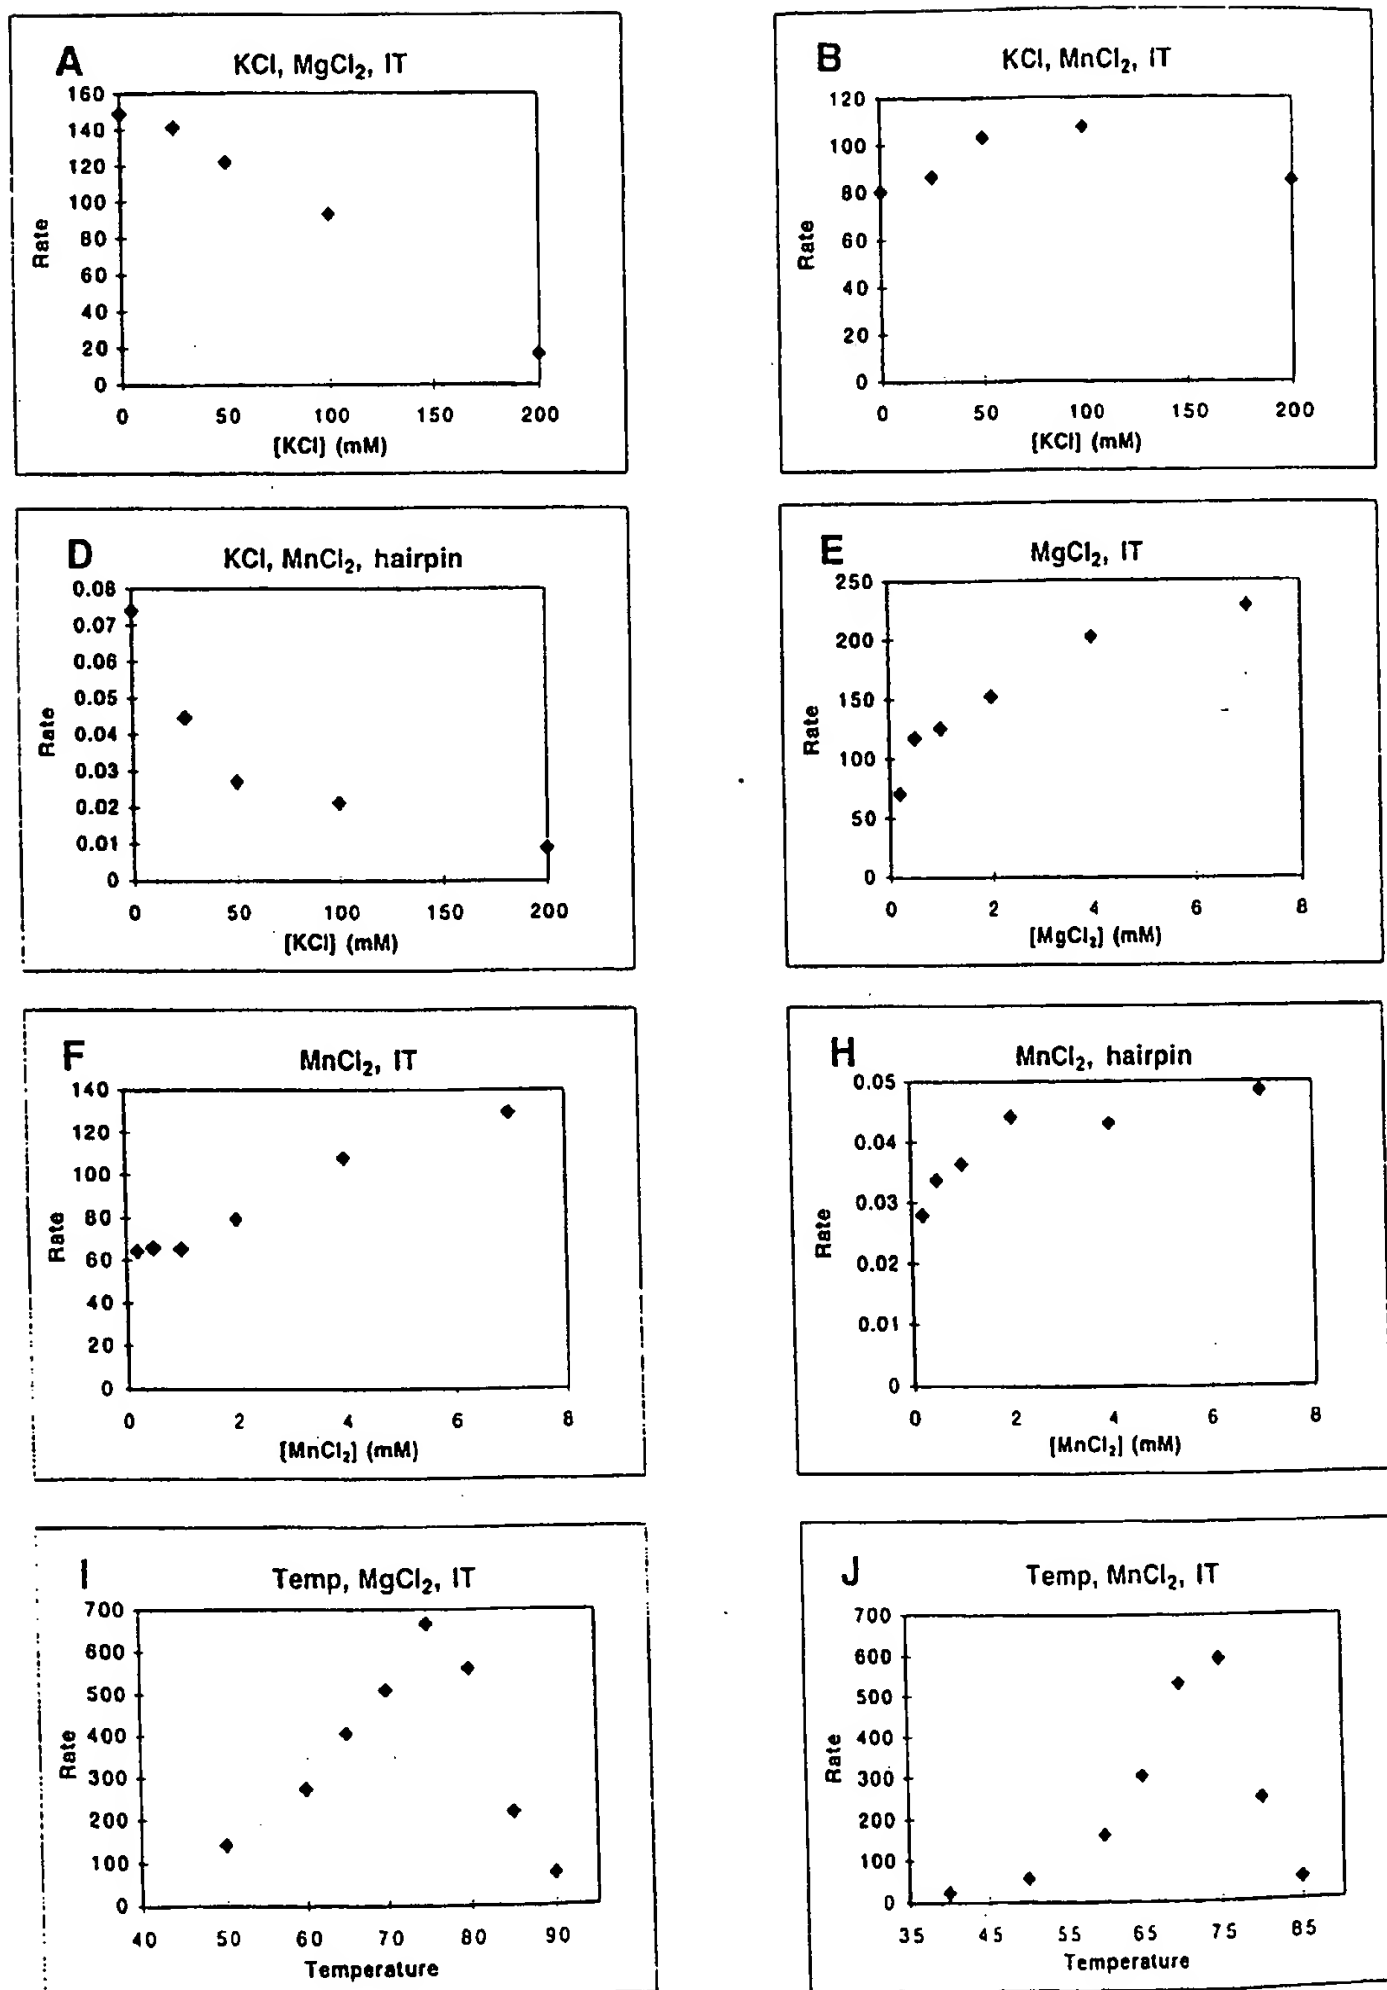 A
KCl, MgCl₂, IT
160
140
120
100
80
60
40
20
0
Rate
0 50 100 150 200
[KCl] (mM)
B
KCl, MnCl₂, IT
120
100
80
60
40
20
0
Rate
0 50 100 150 200
[KCl] (mM)
D
KCl, MnCl₂, hairpin
0.08
0.07
0.06
0.05
0.04
0.03
0.02
0.01
0
Rate
0 50 100 150 200
[KCl] (mM)
E
MgCl₂, IT
250
200
150
100
50
0
Rate
0 2 4 6 8
[MgCl₂] (mM)
F
MnCl₂, IT
140
120
100
80
60
40
20
0
Rate
0 2 4 6 8
[MnCl₂] (mM)
H
MnCl₂, hairpin
0.05
0.04
0.03
0.02
0.01
0
Rate
0 2 4 6 8
[MnCl₂] (mM)
I
Temp, MgCl₂, IT
700
600
500
400
300
200
100
0
Rate
40 50 60 70 80 90
Temperature
J
Temp, MnCl₂, IT
700
600
500
400
300
200
100
0
Rate
35 45 55 65 75 85
Temperature